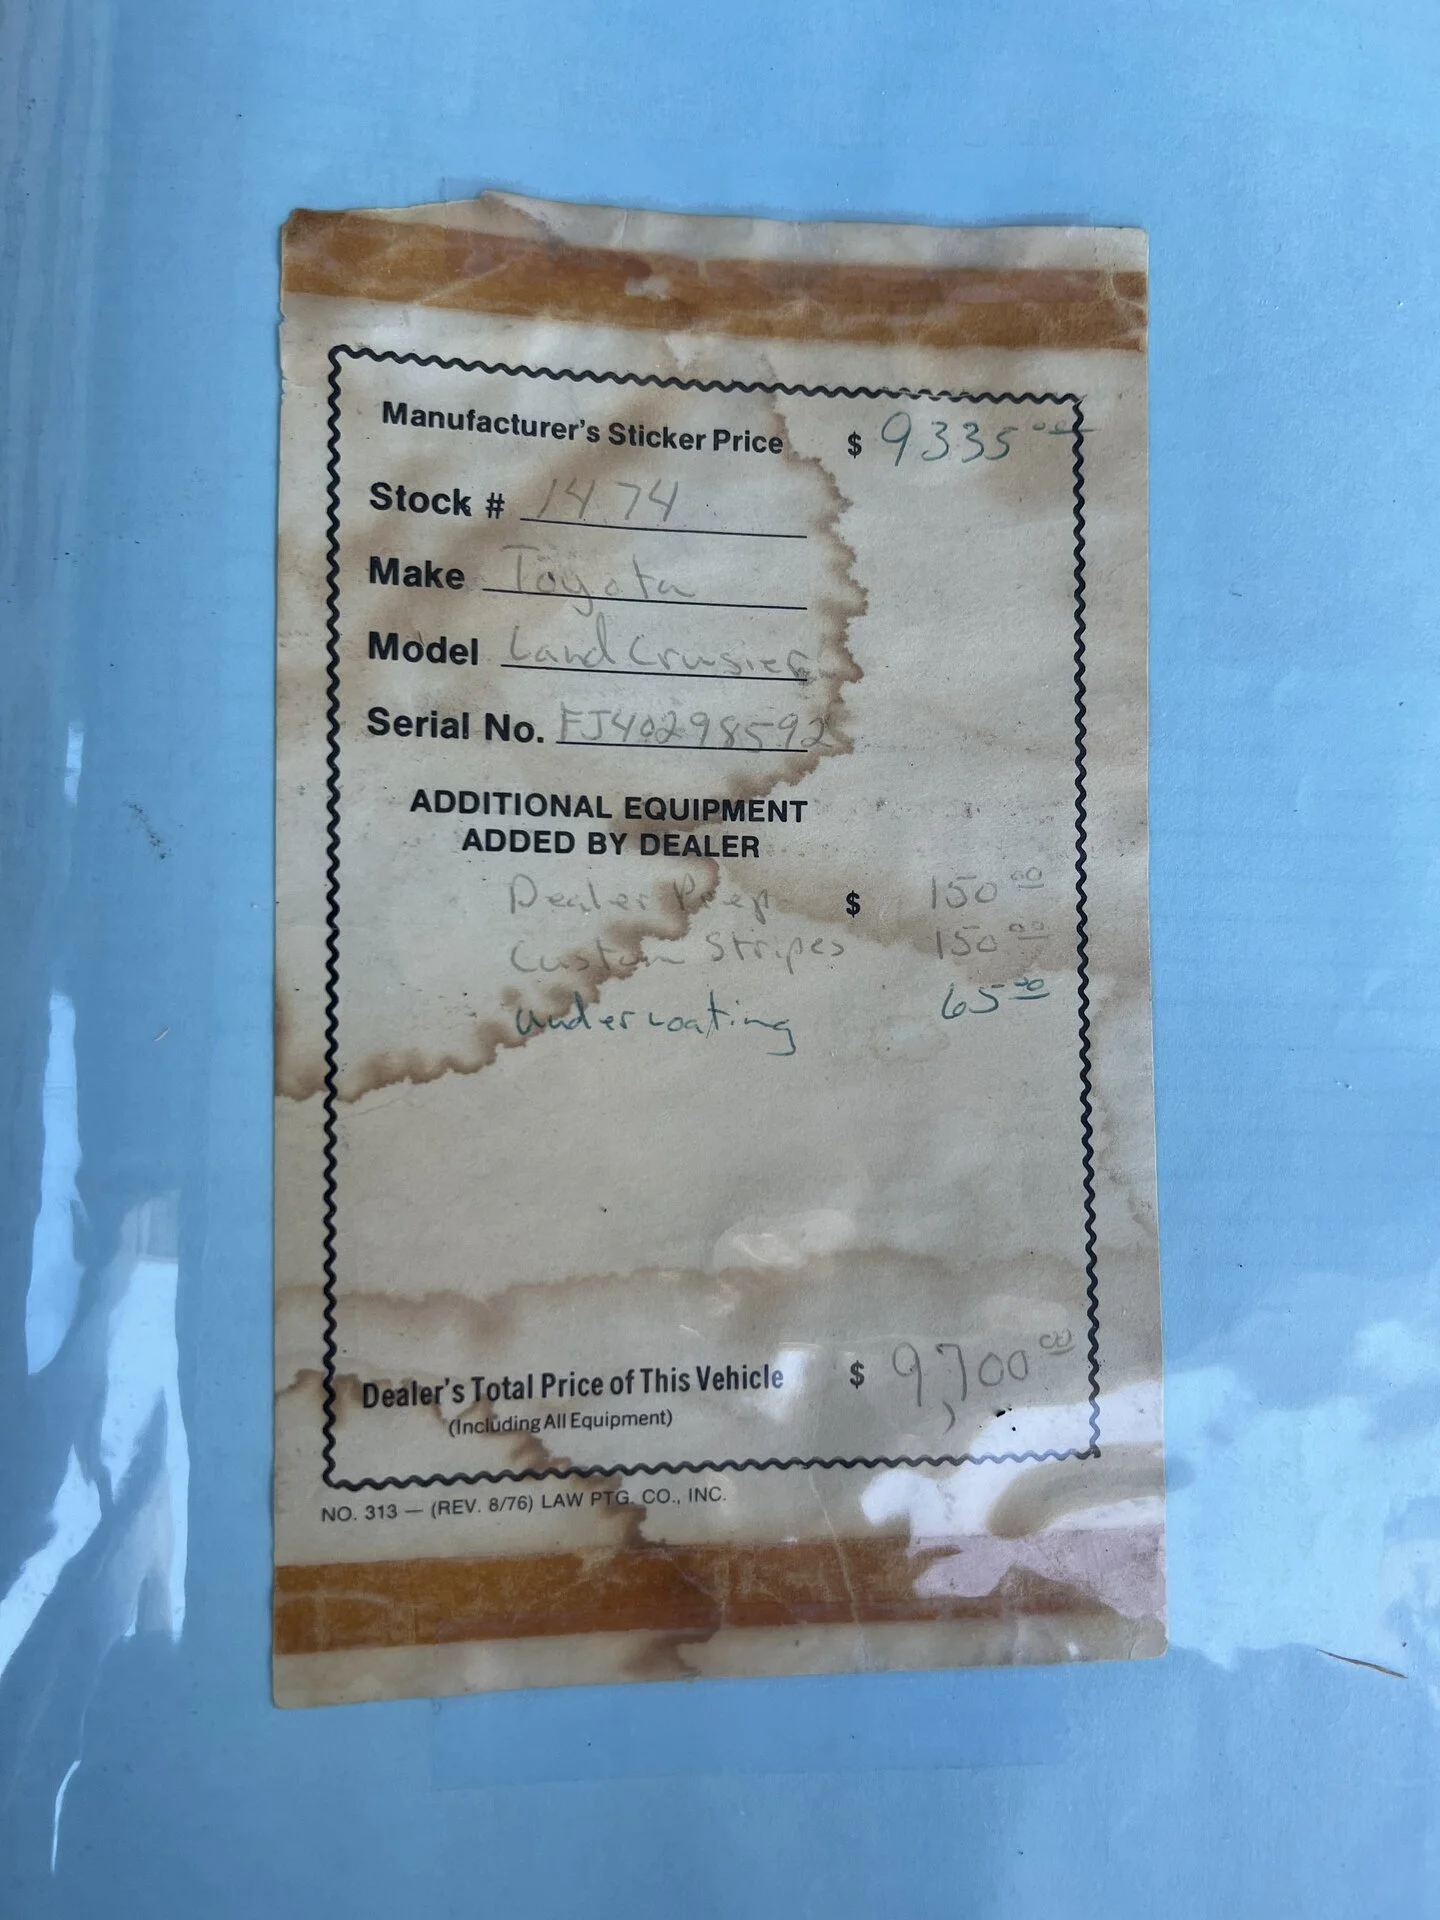 Manufacturer's Sticker Price $ 9335.00
Stock # 1474
Make Toyota
Model Land Crusier
Serial No. FJ40298592
ADDITIONAL EQUIPMENT
ADDED BY DEALER
Dealer Prep $ 150.00
Custom Stripes 150.00
Undercoating 65.00
Dealer's Total Price of This Vehicle $ 9,700.00
(Including All Equipment)
NO. 313 — (REV. 8/76) LAW PTG. CO., INC.